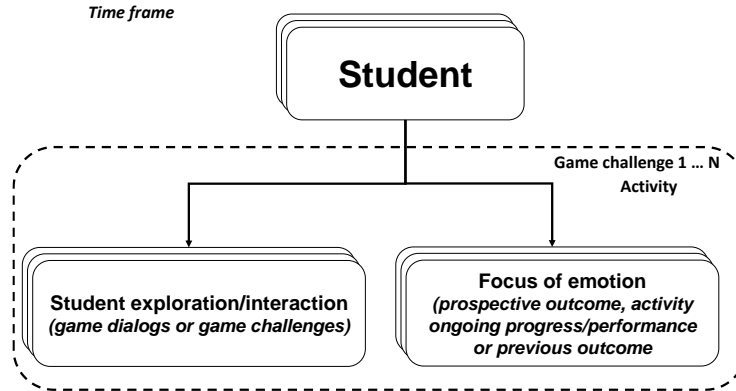 Time frame
Student
Game challenge 1 ... N
Activity
Student exploration/interaction
(game dialogs or game challenges)
Focus of emotion
(prospective outcome, activity
ongoing progress/performance
or previous outcome